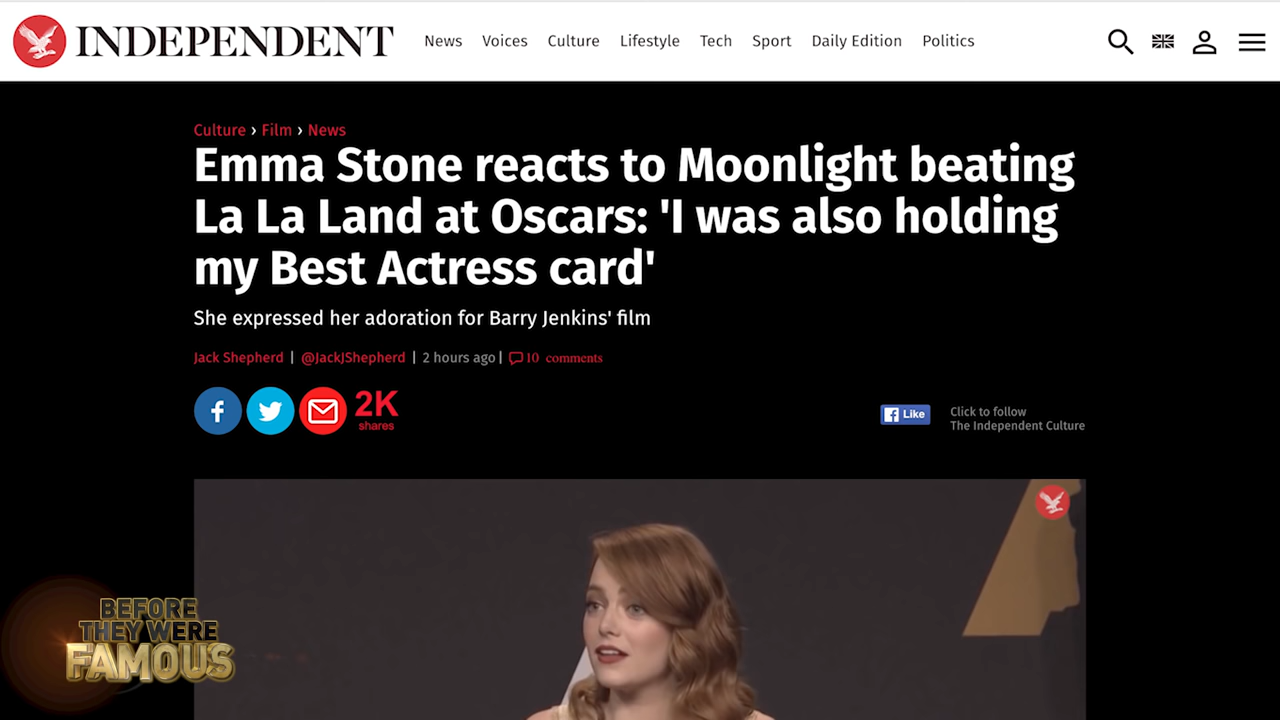 INDEPENDENT
News Voices Culture Lifestyle Tech Sport Daily Edition Politics
Culture › Film › News
Emma Stone reacts to Moonlight beating
La La Land at Oscars: 'I was also holding
my Best Actress card'
She expressed her adoration for Barry Jenkins' film
Jack Shepherd | @JackJShepherd | 2 hours ago | 10 comments
2K
shares
Like
Click to follow
The Independent Culture
BEFORE
THEY WERE
FAMOUS